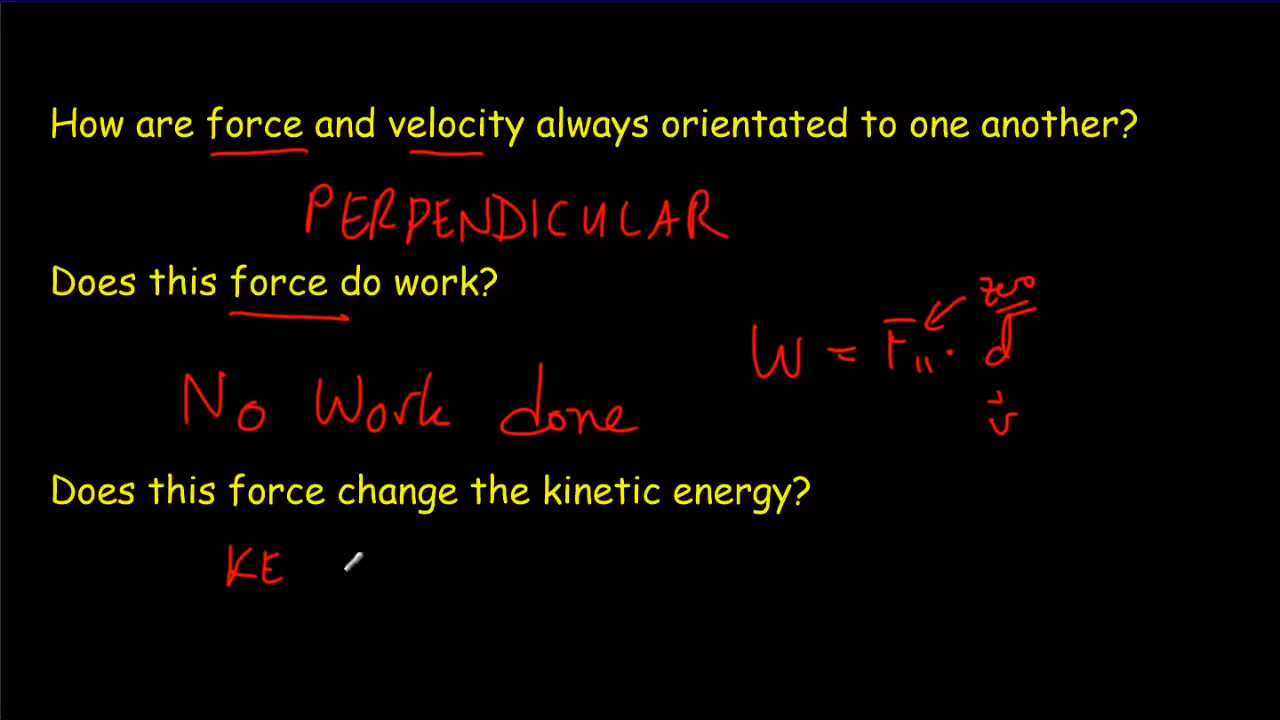 How are force and velocity always orientated to one another?
PERPENDICULAR
Does this force do work?
zero
W = F̅₁₁ · d
v⃗
No Work done
Does this force change the kinetic energy?
KE